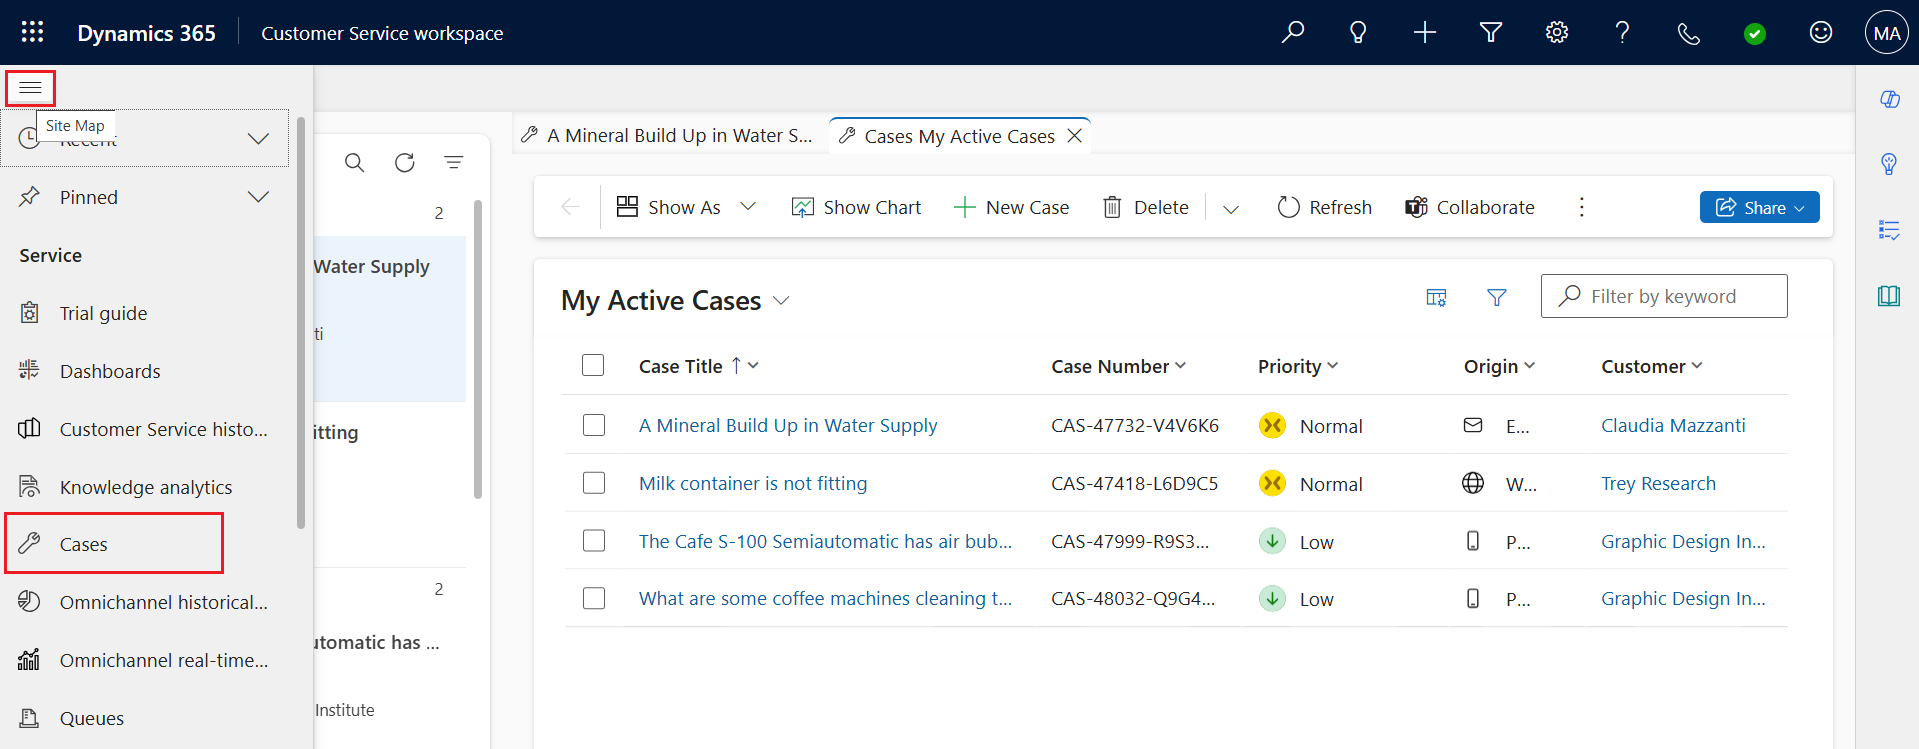 Dynamics 365
Customer Service workspace
MA
Site Map
Recent
Pinned
Service
Trial guide
Dashboards
Customer Service histo...
Knowledge analytics
Cases
Omnichannel historical...
Omnichannel real-time...
Queues
2
Water Supply
ti
itting
2
utomatic has ...
Institute
A Mineral Build Up in Water S...
Cases My Active Cases
Show As
Show Chart
New Case
Delete
Refresh
Collaborate
Share
My Active Cases
Filter by keyword
Case Title Case Number Priority Origin Customer
A Mineral Build Up in Water Supply CAS-47732-V4V6K6 Normal E... Claudia Mazzanti
Milk container is not fitting CAS-47418-L6D9C5 Normal W... Trey Research
The Cafe S-100 Semiautomatic has air bub... CAS-47999-R9S3... Low P... Graphic Design In...
What are some coffee machines cleaning t... CAS-48032-Q9G4... Low P... Graphic Design In...